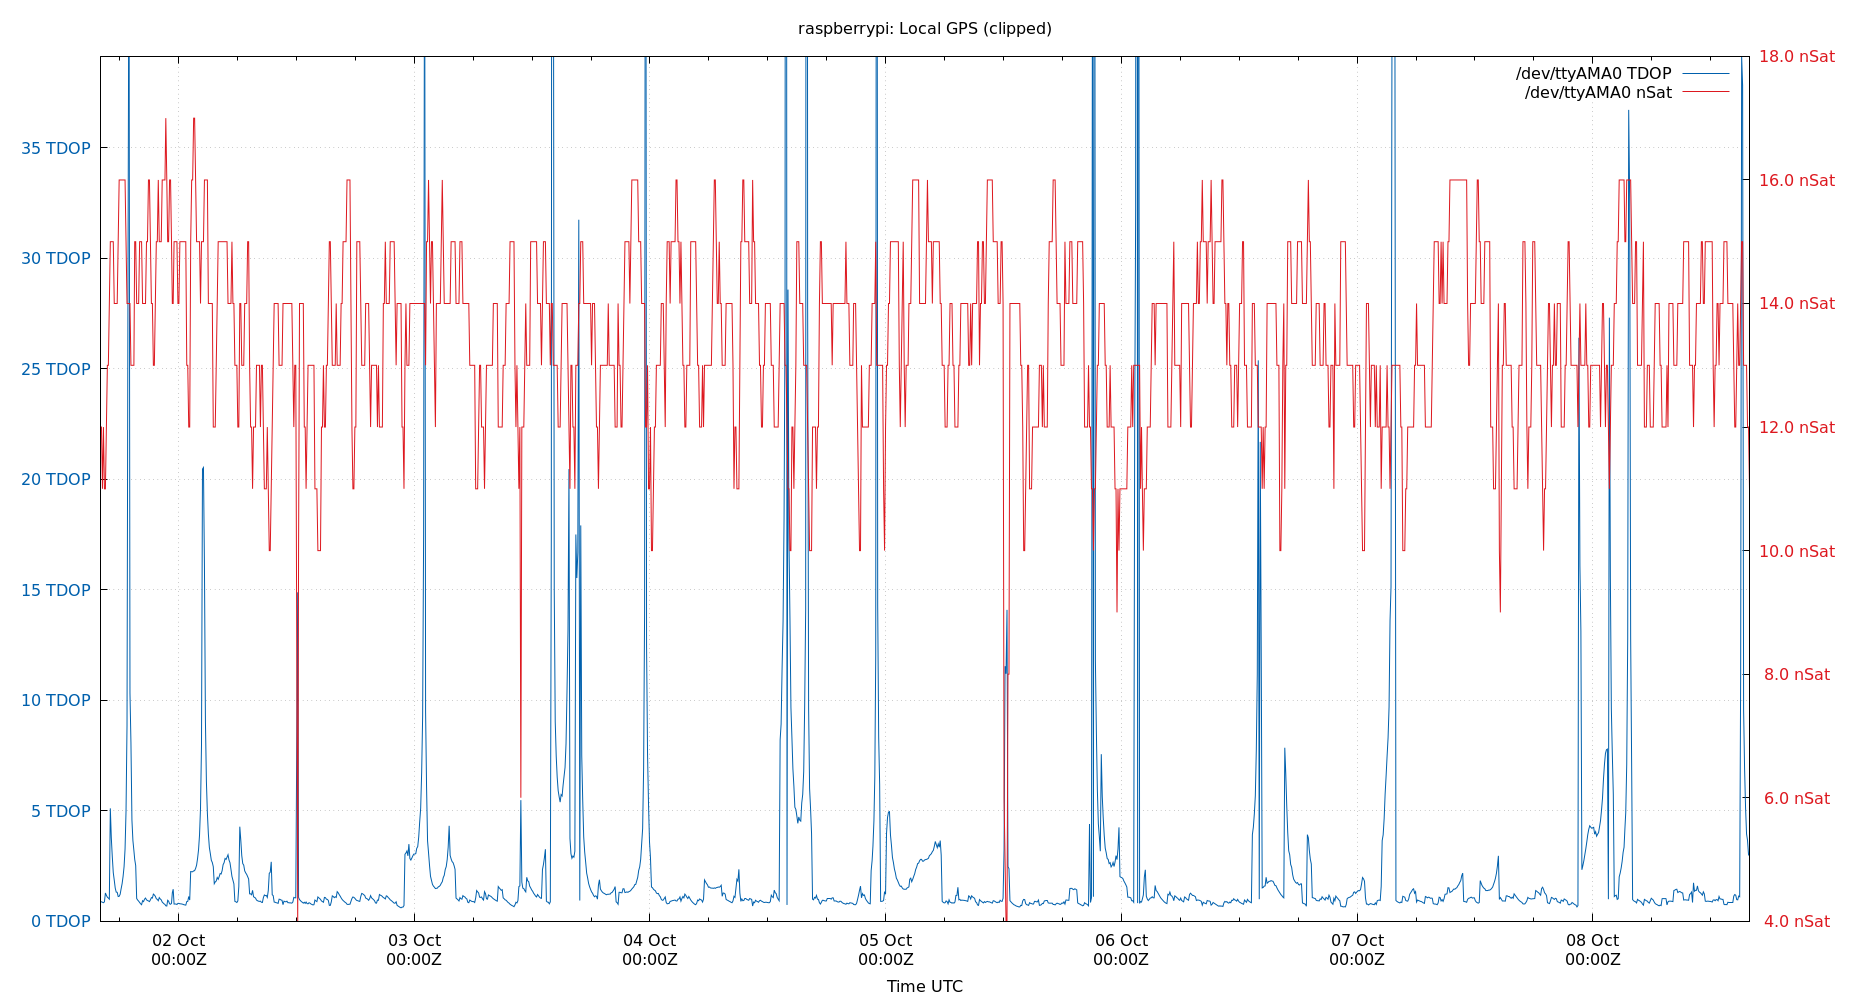 raspberrypi: Local GPS (clipped)
/dev/ttyAMA0 TDOP
/dev/ttyAMA0 nSat
35 TDOP
30 TDOP
25 TDOP
20 TDOP
15 TDOP
10 TDOP
5 TDOP
0 TDOP
18.0 nSat
16.0 nSat
14.0 nSat
12.0 nSat
10.0 nSat
8.0 nSat
6.0 nSat
4.0 nSat
02 Oct
00:00Z
03 Oct
00:00Z
04 Oct
00:00Z
05 Oct
00:00Z
06 Oct
00:00Z
07 Oct
00:00Z
08 Oct
00:00Z
Time UTC